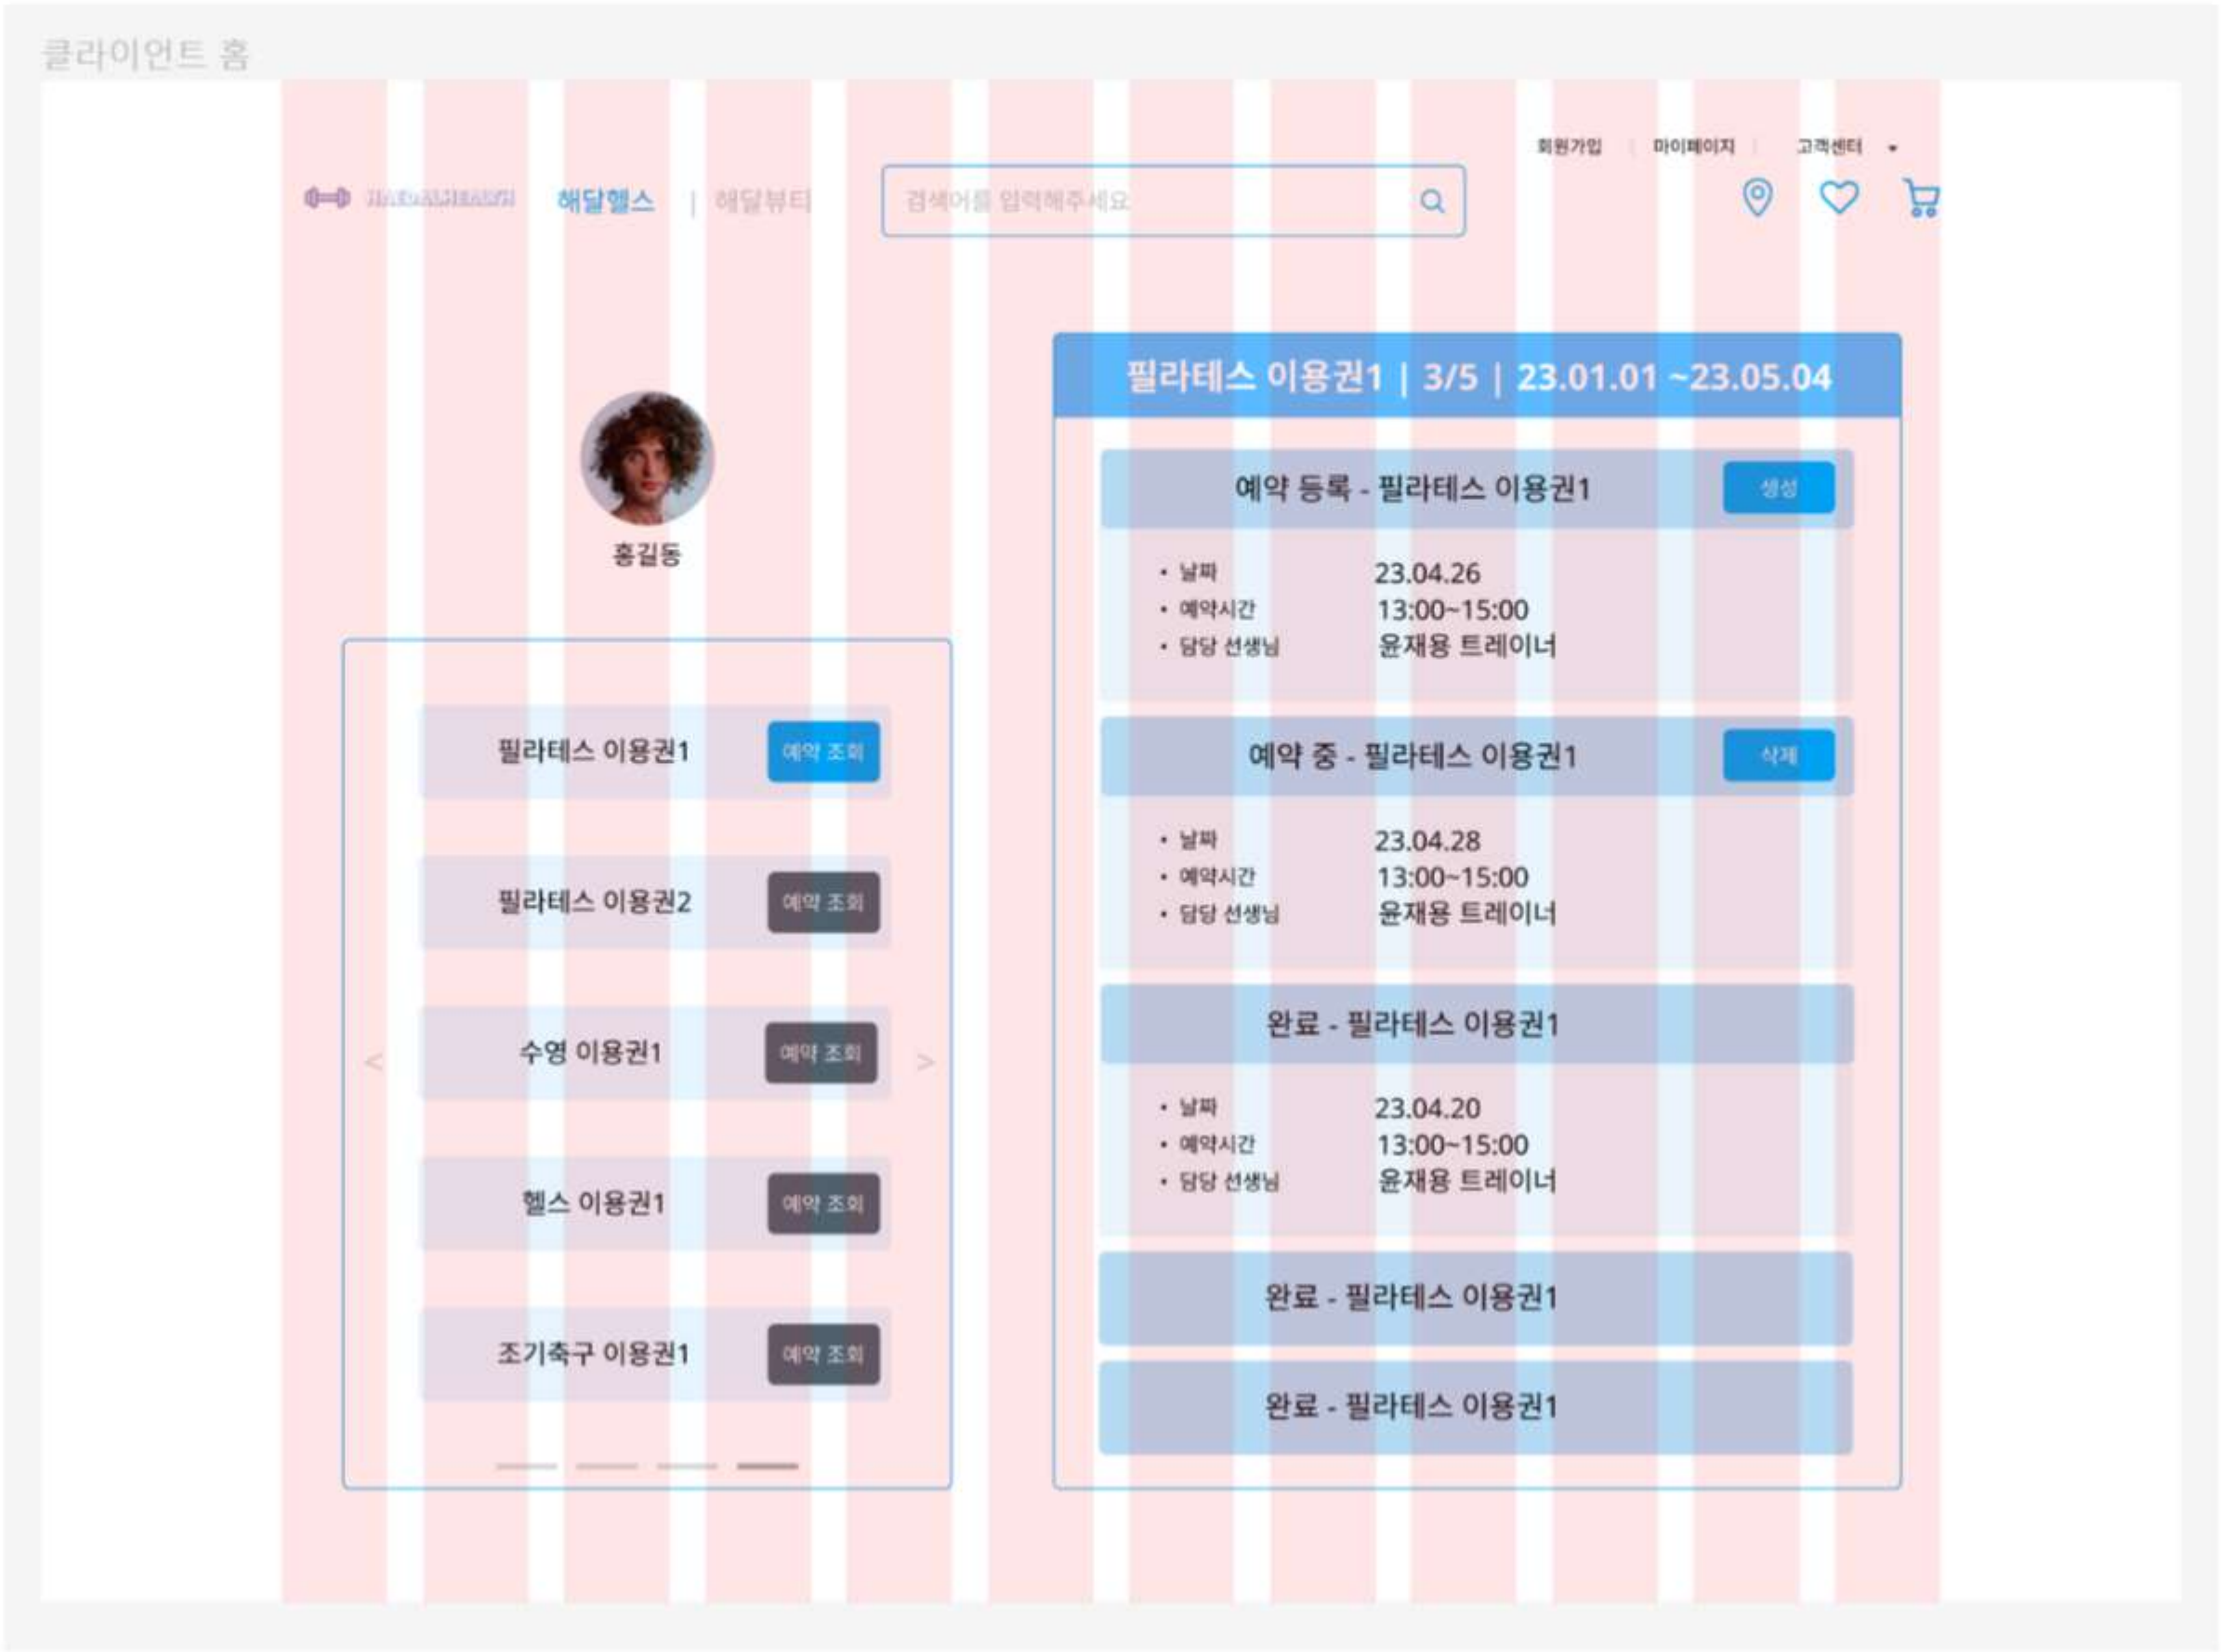 클라이언트 홈
회원가입 | 마이페이지 | 고객센터
HAEDALHEALTH 해달헬스 | 해달뷰티 검색어를 입력해주세요
홍길동
필라테스 이용권1 예약 조회
필라테스 이용권2 예약 조회
< 수영 이용권1 예약 조회 >
헬스 이용권1 예약 조회
조기축구 이용권1 예약 조회
필라테스 이용권1 | 3/5 | 23.01.01 ~23.05.04
예약 등록 - 필라테스 이용권1 생성
• 날짜 23.04.26
• 예약시간 13:00~15:00
• 담당 선생님 윤재용 트레이너
예약 중 - 필라테스 이용권1 삭제
• 날짜 23.04.28
• 예약시간 13:00~15:00
• 담당 선생님 윤재용 트레이너
완료 - 필라테스 이용권1
• 날짜 23.04.20
• 예약시간 13:00~15:00
• 담당 선생님 윤재용 트레이너
완료 - 필라테스 이용권1
완료 - 필라테스 이용권1